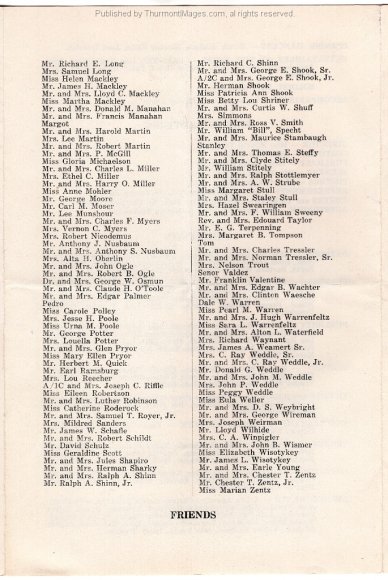 Published by ThurmontImages.com, all rights reserved.
Mr. Richard E. Long
Mrs. Samuel Long
Miss Helen Mackley
Mr. James H. Mackley
Mr. and Mrs. Lloyd C. Mackley
Miss Martha Mackley
Mr. and Mrs. Donald M. Manahan
Mr. and Mrs. Francis Manahan
Margot
Mr. and Mrs. Harold Martin
Mrs. Lee Martin
Mr. and Mrs. Robert Martin
Mr. and Mrs. P. McGill
Miss Gloria Michaelson
Mr. and Mrs. Charles L. Miller
Mrs. Ethel C. Miller
Mr. and Mrs. Harry O. Miller
Miss Anne Mohler
Mr. George Moore
Mr. Carl M. Moser
Mr. Lee Munshour
Mr. and Mrs. Charles F. Myers
Mrs. Vernon C. Myers
Mrs. Robert Nicodemus
Mr. Anthony J. Nusbaum
Mr. and Mrs. Anthony S. Nusbaum
Mrs. Alta H. Oberlin
Mr. and Mrs. John Ogle
Mr. and Mrs. Robert B. Ogle
Dr. and Mrs. George W. Osmun
Mr. and Mrs. Claude H. O'Toole
Mr. and Mrs. Edgar Palmer
Pedro
Miss Carole Polley
Mrs. Jesse H. Poole
Miss Urna M. Poole
Mr. George Potter
Mrs. Louella Potter
Mr. and Mrs. Glen Pryor
Miss Mary Ellen Pryor
Mr. Herbert M. Quick
Mr. Earl Ramsburg
Mrs. Lou Reecher
A/1C and Mrs. Joseph C. Riffle
Miss Eileen Robertson
Mr. and Mrs. Luther Robinson
Miss Catherine Roderuck
Mr. and Mrs. Samuel T. Royer, Jr.
Mrs. Mildred Sanders
Mr. James W. Schafle
Mr. and Mrs. Robert Schildt
Mr. David Schulz
Miss Geraldine Scott
Mr. and Mrs. Jules Shapiro
Mr. and Mrs. Herman Sharky
Mr. and Mrs. Ralph A. Shinn
Mr. Ralph A. Shinn, Jr.
Mr. Richard C. Shinn
Mr. and Mrs. George E. Shook, Sr.
A/2C and Mrs. George E. Shook, Jr.
Mr. Herman Shook
Miss Patricia Ann Shook
Miss Betty Lou Shriner
Mr. and Mrs. Curtis W. Shuff
Mrs. Simmons
Mr. and Mrs. Ross V. Smith
Mr. William "Bill", Specht
Mr. and Mrs. Maurice Stambaugh
Stanley
Mr. and Mrs. Thomas E. Steffy
Mr. and Mrs. Clyde Stitely
Mr. William Stitely
Mr. and Mrs. Ralph Stottlemyer
Mr. and Mrs. A. W. Strube
Miss Margaret Stull
Mr. and Mrs. Staley Stull
Mrs. Hazel Swearingen
Mr. and Mrs. F. William Sweeny
Rev. and Mrs. Edouard Taylor
Mr. E. G. Terpenning
Mrs. Margaret B. Tompson
Tom
Mr. and Mrs. Charles Tressler
Mr. and Mrs. Norman Tressler, Sr.
Mrs. Nelson Trout
Senor Valdez
Mr. Franklin Valentine
Mr. and Mrs. Edgar B. Wachter
Mr. and Mrs. Clinton Waesche
Dale W. Warren
Miss Pearl M. Warren
Mr. and Mrs. J. Hugh Warrenfeltz
Miss Sara L. Warrenfeltz
Mr. and Mrs. Alton L. Waterfield
Mrs. Richard Waynant
Mrs. James A. Weamert Sr.
Mrs. C. Ray Weddle, Sr.
Mr. and Mrs. C. Ray Weddle, Jr.
Mr. Donald G. Weddle
Mr. and Mrs. John M. Weddle
Mrs. John P. Weddle
Miss Peggy Weddle
Miss Eula Weller
Mr. and Mrs. D. S. Weybright
Mr. and Mrs. George Wireman
Mrs. Joseph Weirman
Mr. Lloyd Wilhide
Mrs. C. A. Winpigler
Mr. and Mrs. John B. Wismer
Miss Elizabeth Wisotykey
Mr. James L. Wisotykey
Mr. and Mrs. Earle Young
Mr. and Mrs. Chester T. Zentz
Mr. Chester T. Zentz, Jr.
Miss Marian Zentz
FRIENDS